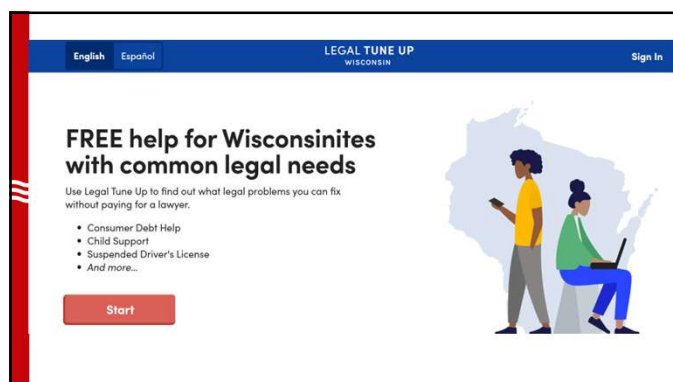 English Español
LEGAL TUNE UP
WISCONSIN
Sign In
FREE help for Wisconsinites
with common legal needs
Use Legal Tune Up to find out what legal problems you can fix
without paying for a lawyer.
• Consumer Debt Help
• Child Support
• Suspended Driver's License
• And more...
Start